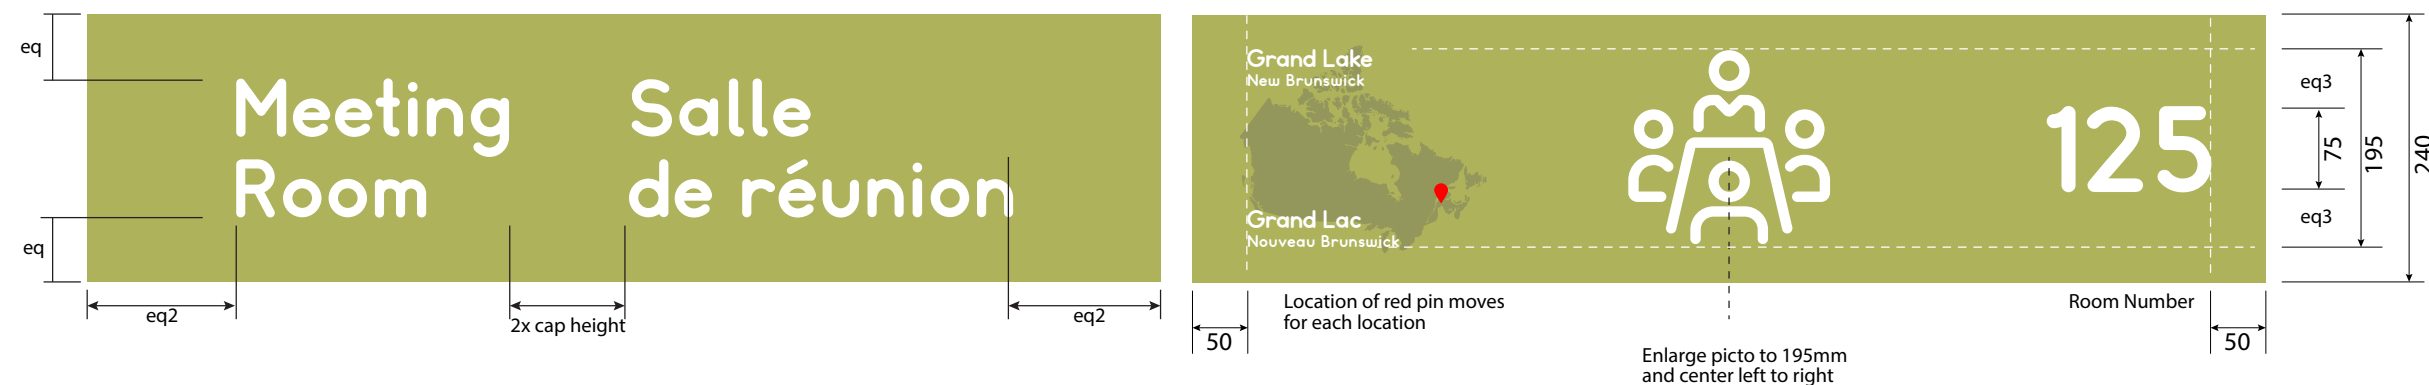 eq
eq
Meeting
Room
Salle
de réunion
eq2
2x cap height
eq2
Grand Lake
New Brunswick
Grand Lac
Nouveau Brunswick
125
eq3
75
eq3
195
240
50
Location of red pin moves
for each location
Enlarge picto to 195mm
and center left to right
Room Number
50